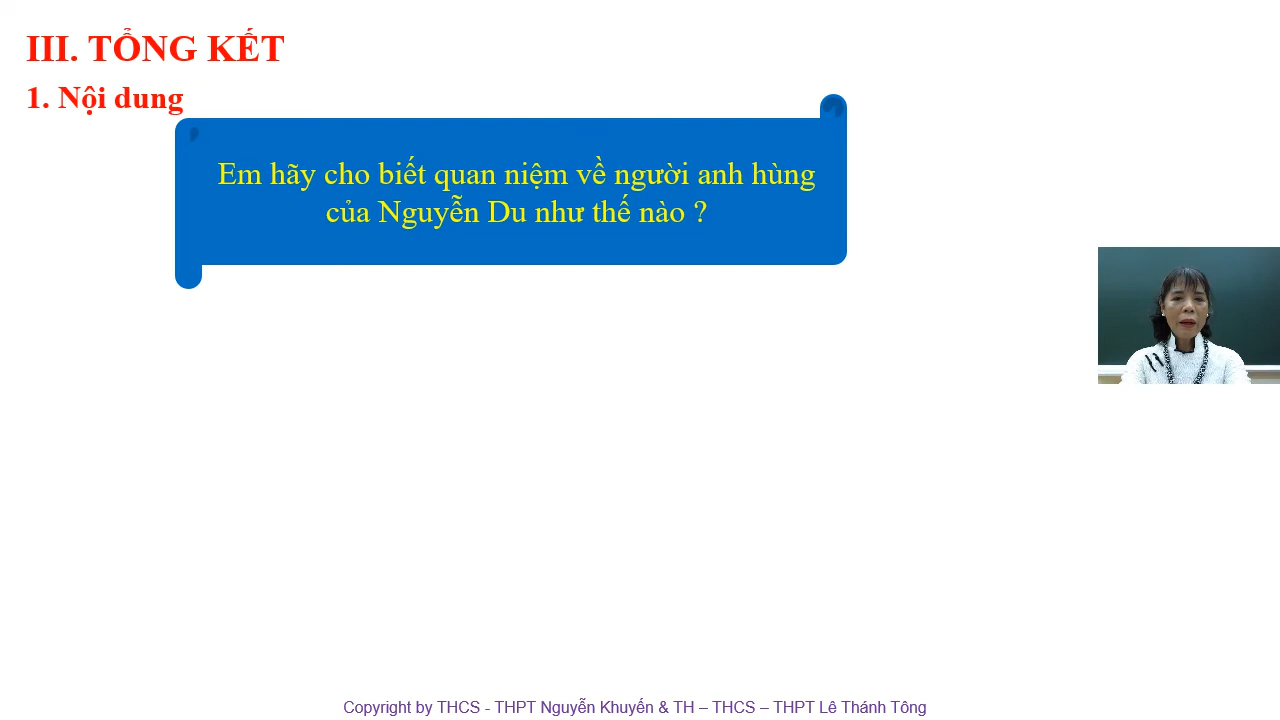 III. TỔNG KẾT
1. Nội dung
Em hãy cho biết quan niệm về người anh hùng
của Nguyễn Du như thế nào ?
Copyright by THCS - THPT Nguyễn Khuyến & TH – THCS – THPT Lê Thánh Tông